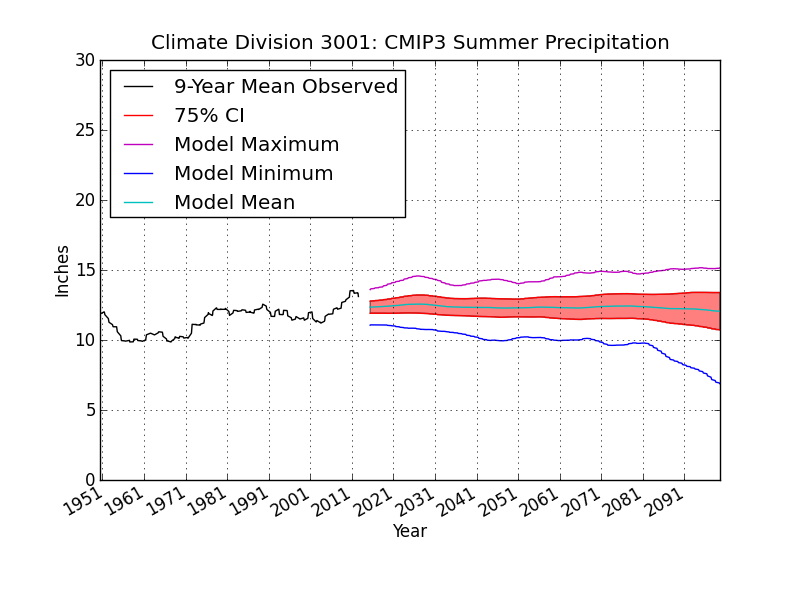 Climate Division 3001: CMIP3 Summer Precipitation
30
25
20
15
10
5
0
Inches
9-Year Mean Observed
75% CI
Model Maximum
Model Minimum
Model Mean
1951 1961 1971 1981 1991 2001 2011 2021 2031 2041 2051 2061 2071 2081 2091
Year